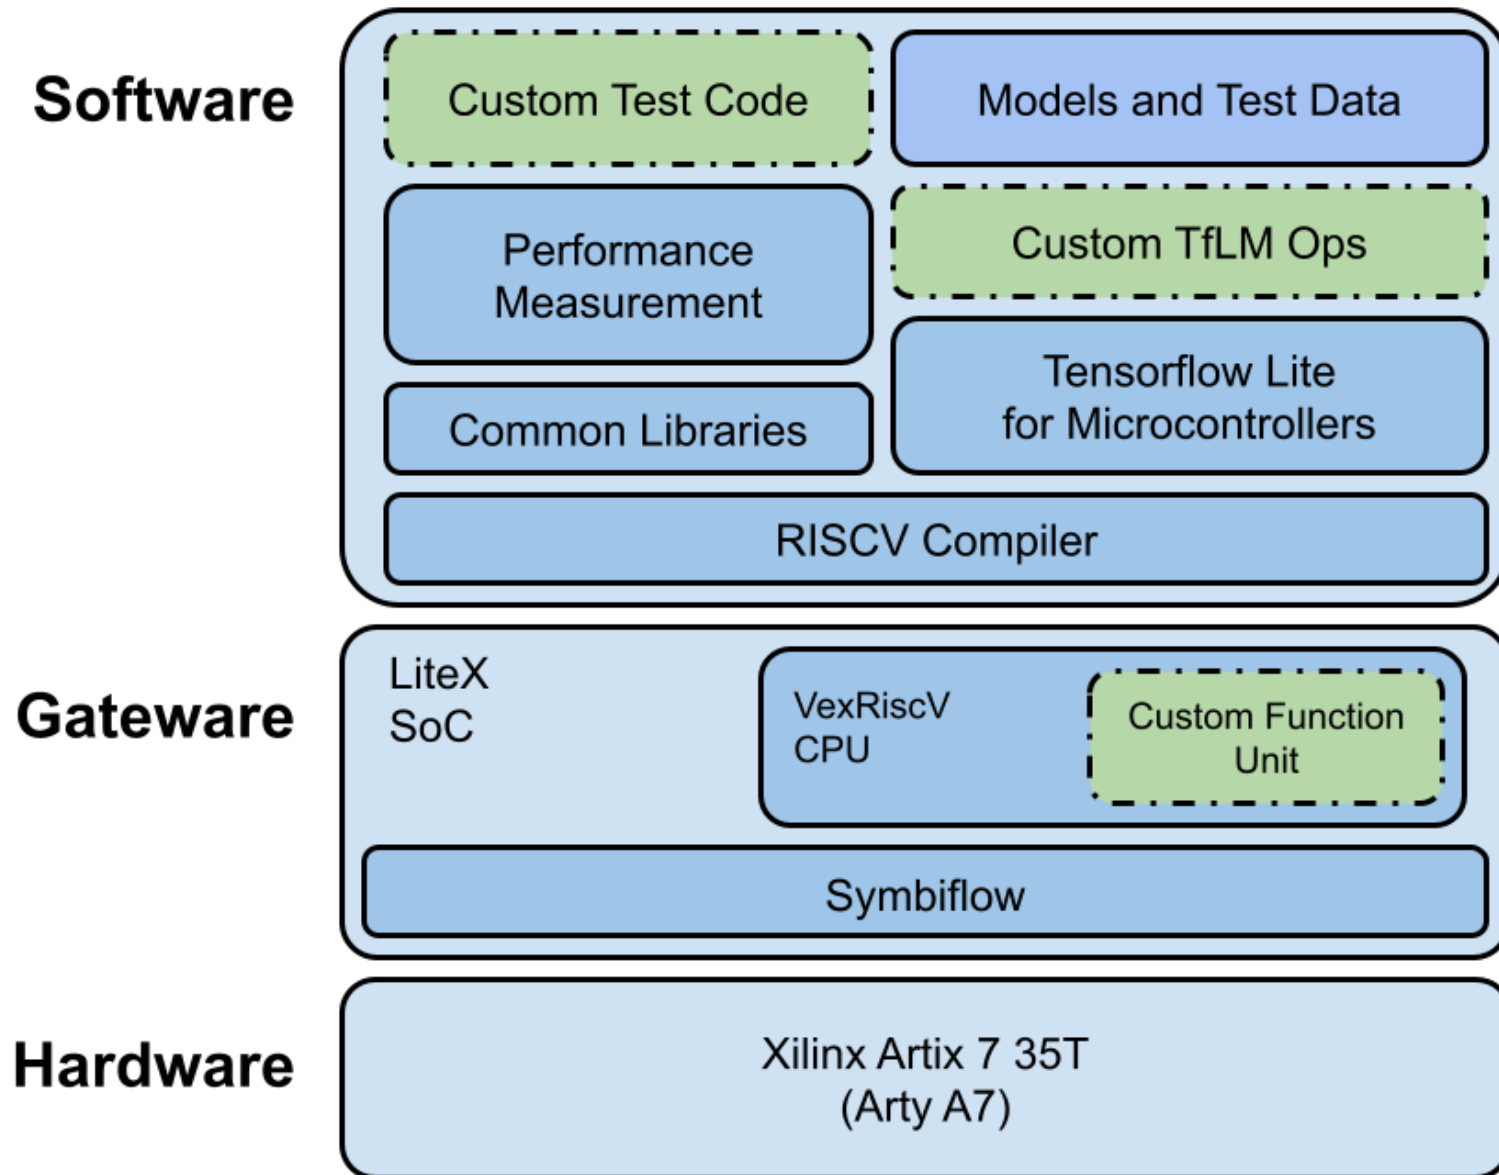 Software
Custom Test Code
Models and Test Data
Performance
Measurement
Custom TfLM Ops
Common Libraries
Tensorflow Lite
for Microcontrollers
RISCV Compiler
Gateware
LiteX
SoC
VexRiscV
CPU
Custom Function
Unit
Symbiflow
Hardware
Xilinx Artix 7 35T
(Arty A7)